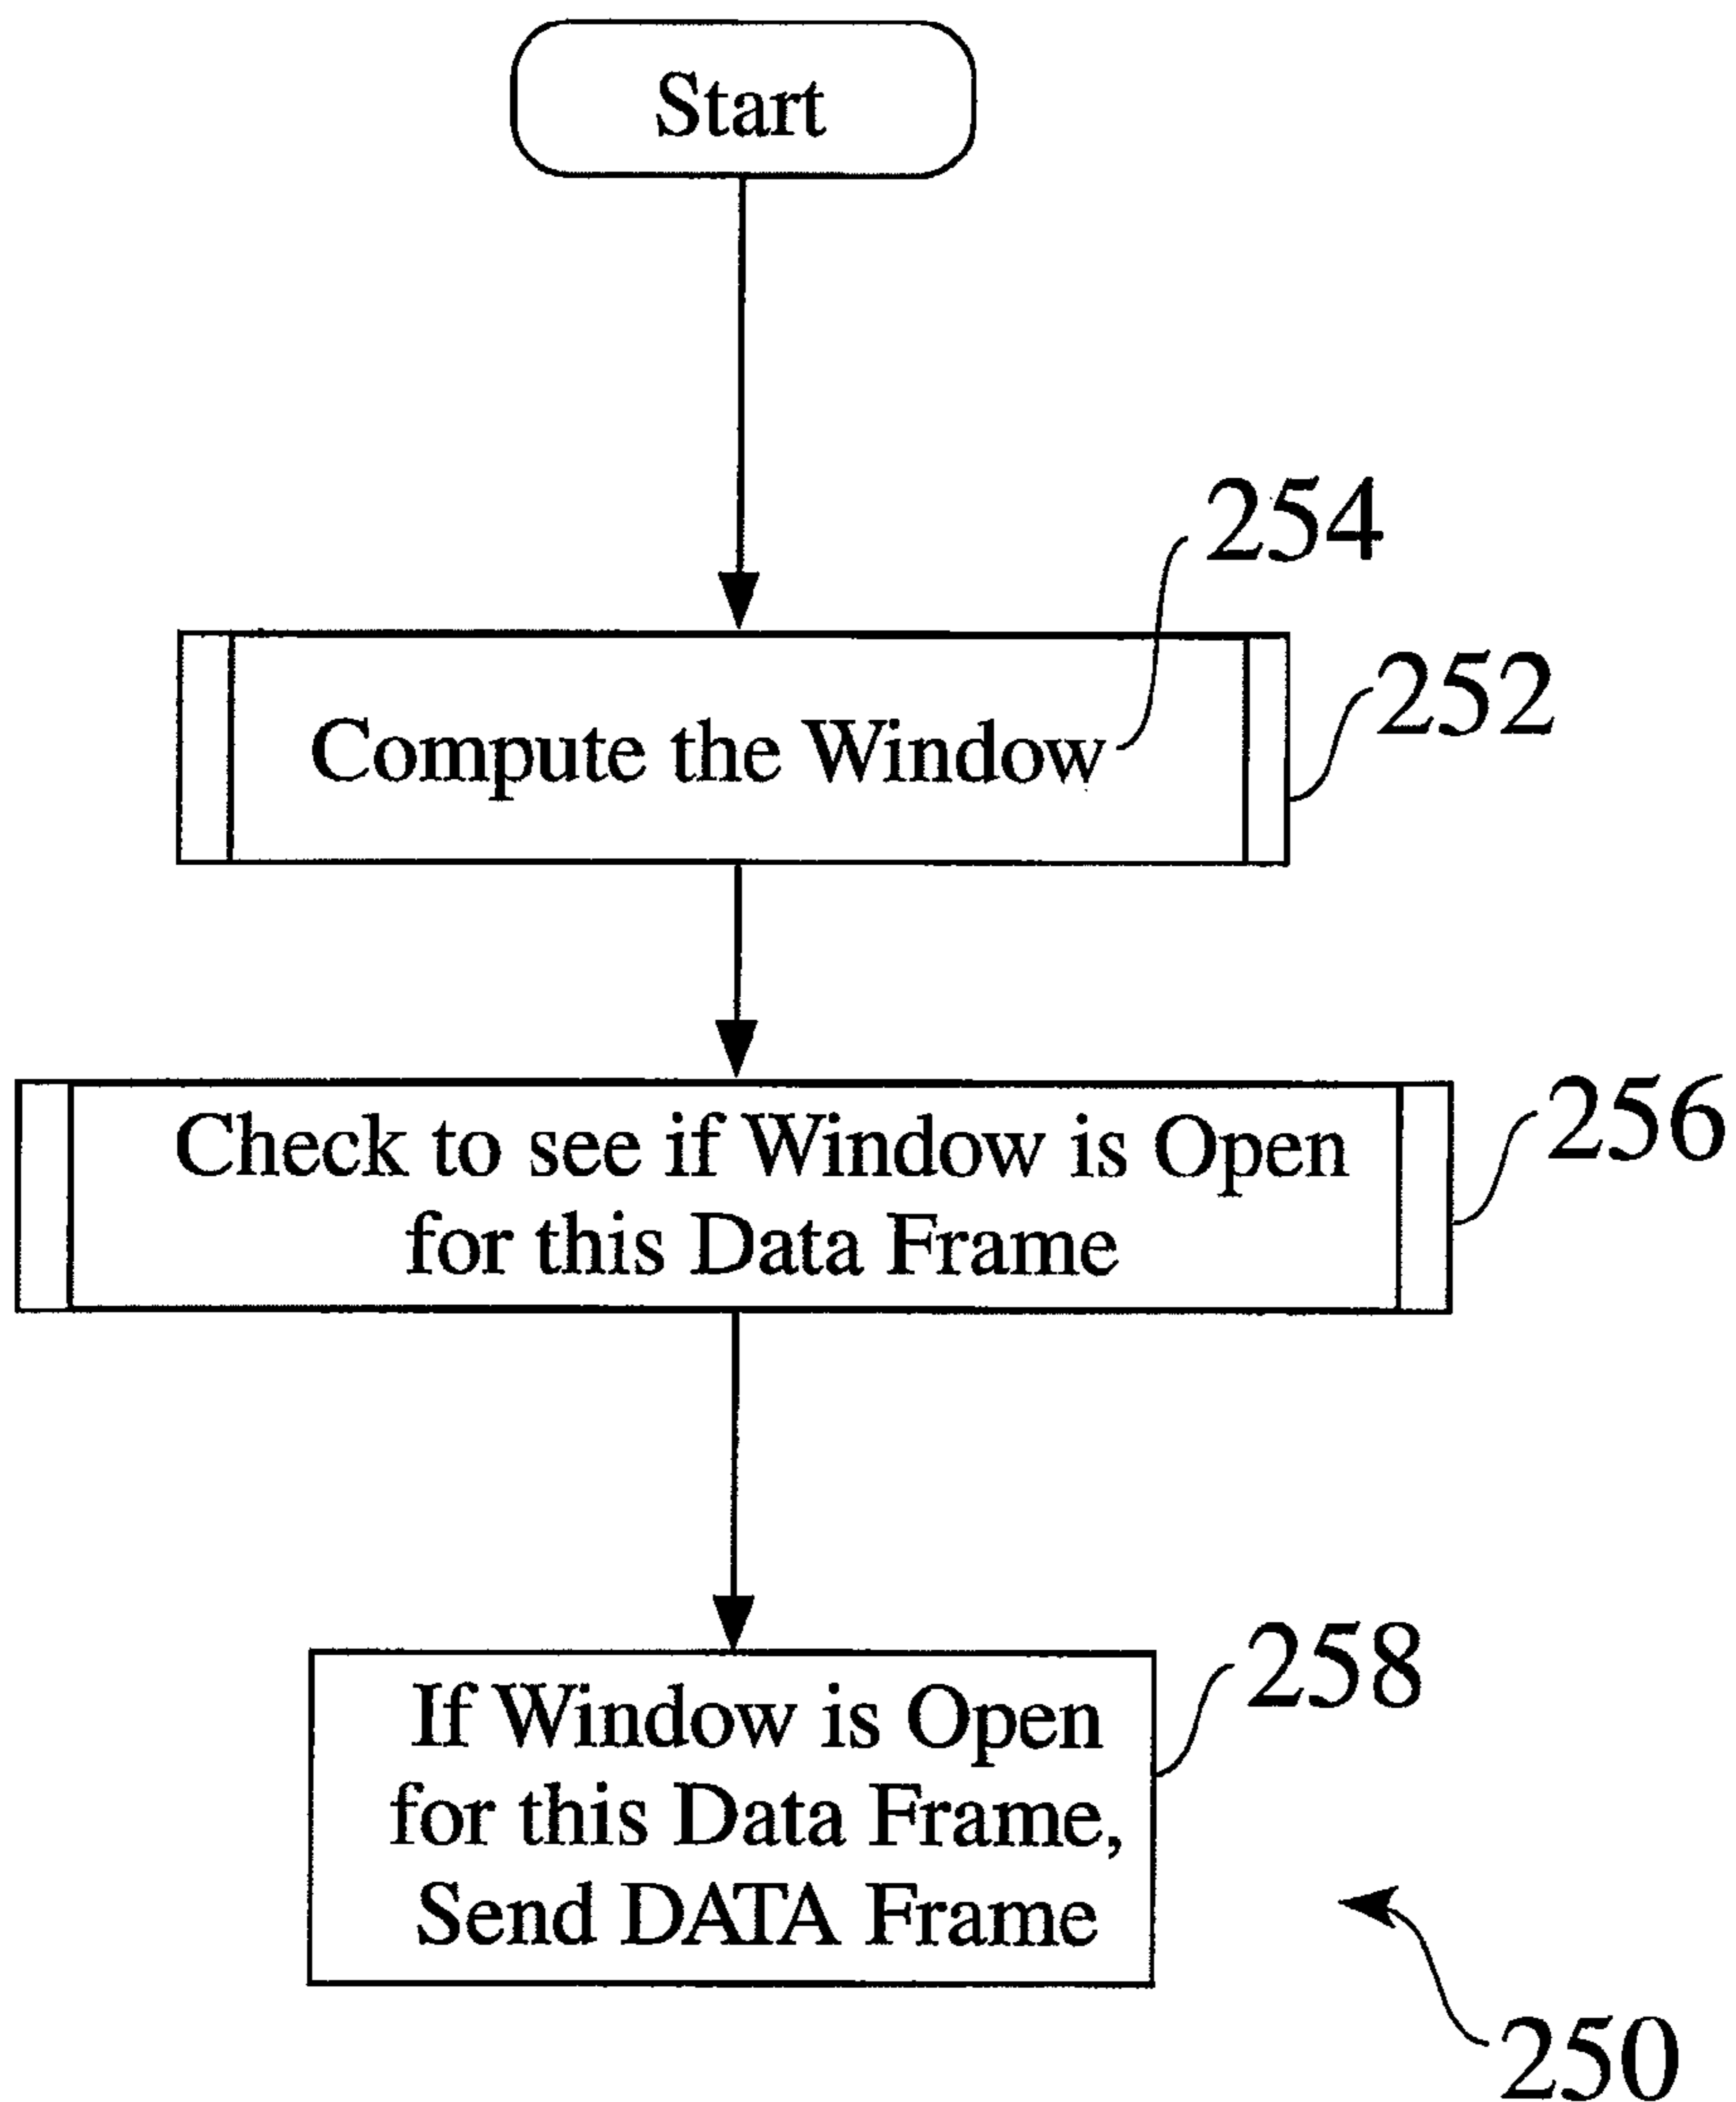 Start
254
252
Compute the Window
256
Check to see if Window is Open
for this Data Frame
258
If Window is Open
for this Data Frame,
Send DATA Frame
250